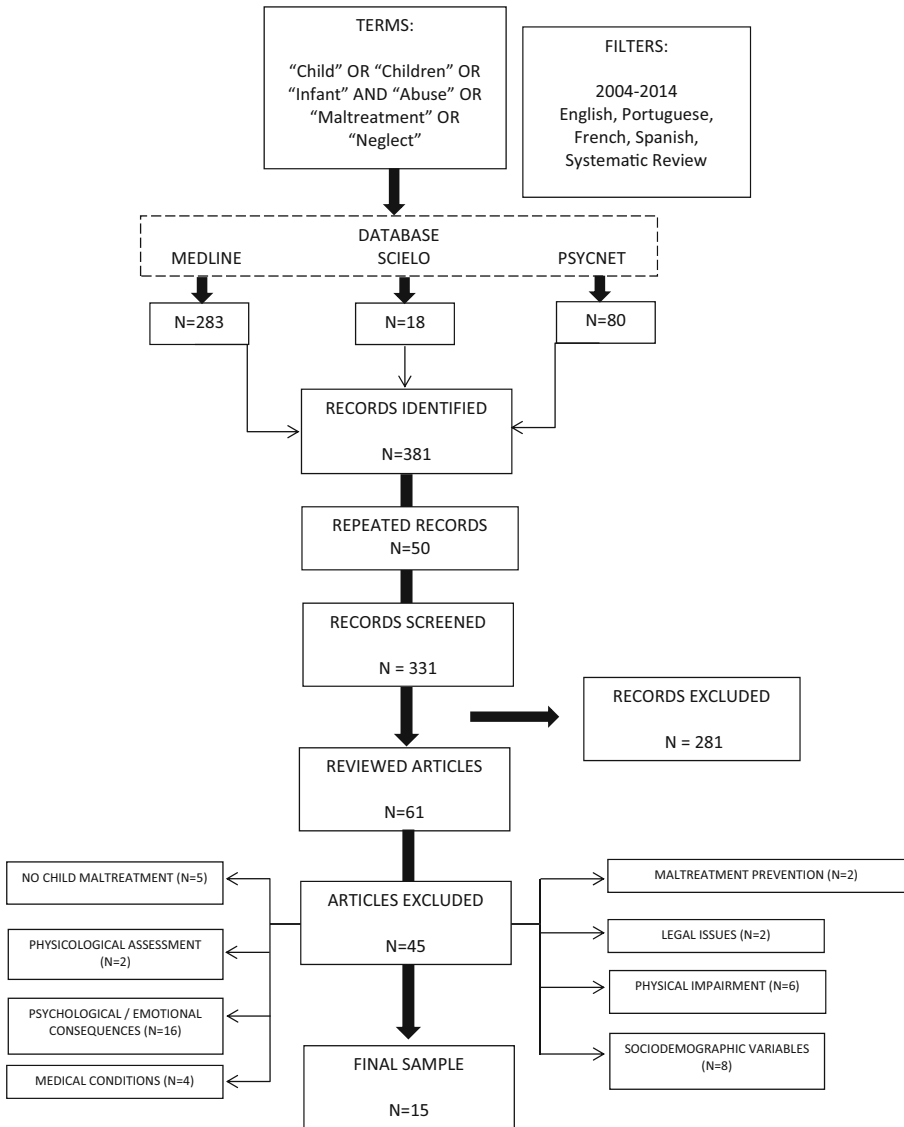 TERMS:
“Child” OR “Children” OR
“Infant” AND “Abuse” OR
“Maltreatment” OR
“Neglect”
FILTERS:
2004-2014
English, Portuguese,
French, Spanish,
Systematic Review
DATABASE
MEDLINE SCIELO PSYCNET
N=283
N=18
N=80
RECORDS IDENTIFIED
N=381
REPEATED RECORDS
N=50
RECORDS SCREENED
N = 331
RECORDS EXCLUDED
N = 281
REVIEWED ARTICLES
N=61
ARTICLES EXCLUDED
N=45
NO CHILD MALTREATMENT (N=5)
PHYSICOLOGICAL ASSESSMENT
(N=2)
PSYCHOLOGICAL / EMOTIONAL
CONSEQUENCES (N=16)
MEDICAL CONDITIONS (N=4)
MALTREATMENT PREVENTION (N=2)
LEGAL ISSUES (N=2)
PHYSICAL IMPAIRMENT (N=6)
SOCIODEMOGRAPHIC VARIABLES
(N=8)
FINAL SAMPLE
N=15